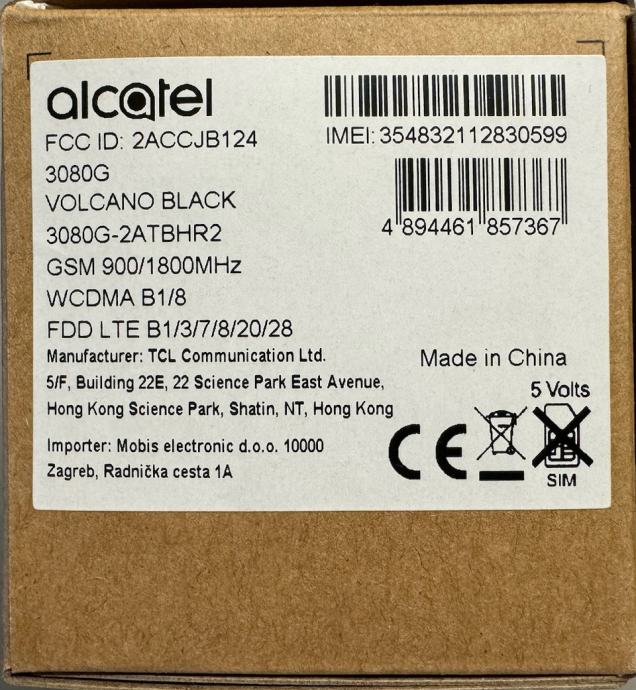 alcatel
FCC ID: 2ACCJB124
3080G
VOLCANO BLACK
3080G-2ATBHR2
GSM 900/1800MHz
WCDMA B1/8
FDD LTE B1/3/7/8/20/28
Manufacturer: TCL Communication Ltd.
5/F, Building 22E, 22 Science Park East Avenue,
Hong Kong Science Park, Shatin, NT, Hong Kong
Importer: Mobis electronic d.o.o. 10000
Zagreb, Radnička cesta 1A
IMEI: 354832112830599
4 894461 857367
Made in China
5 Volts
CE
SIM